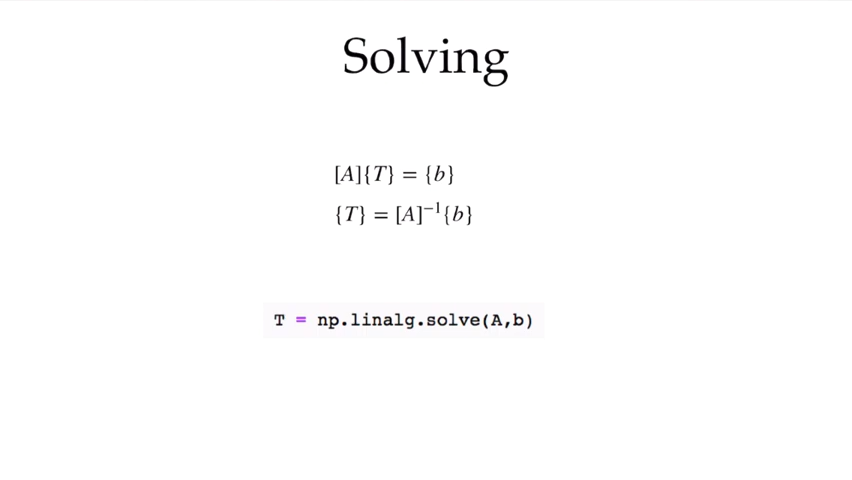 Solving
[A]{T} = {b}
{T} = [A]⁻¹{b}
T = np.linalg.solve(A,b)